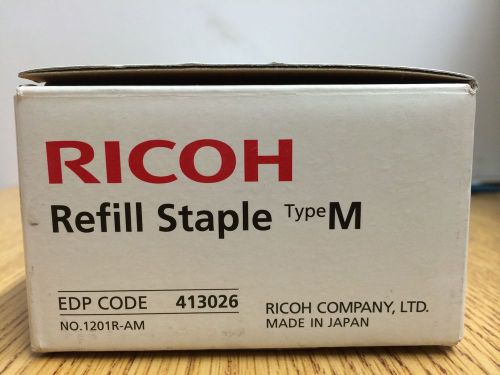 RICOH
Refill Staple Type M
EDP CODE 413026
NO.1201R-AM
RICOH COMPANY, LTD.
MADE IN JAPAN